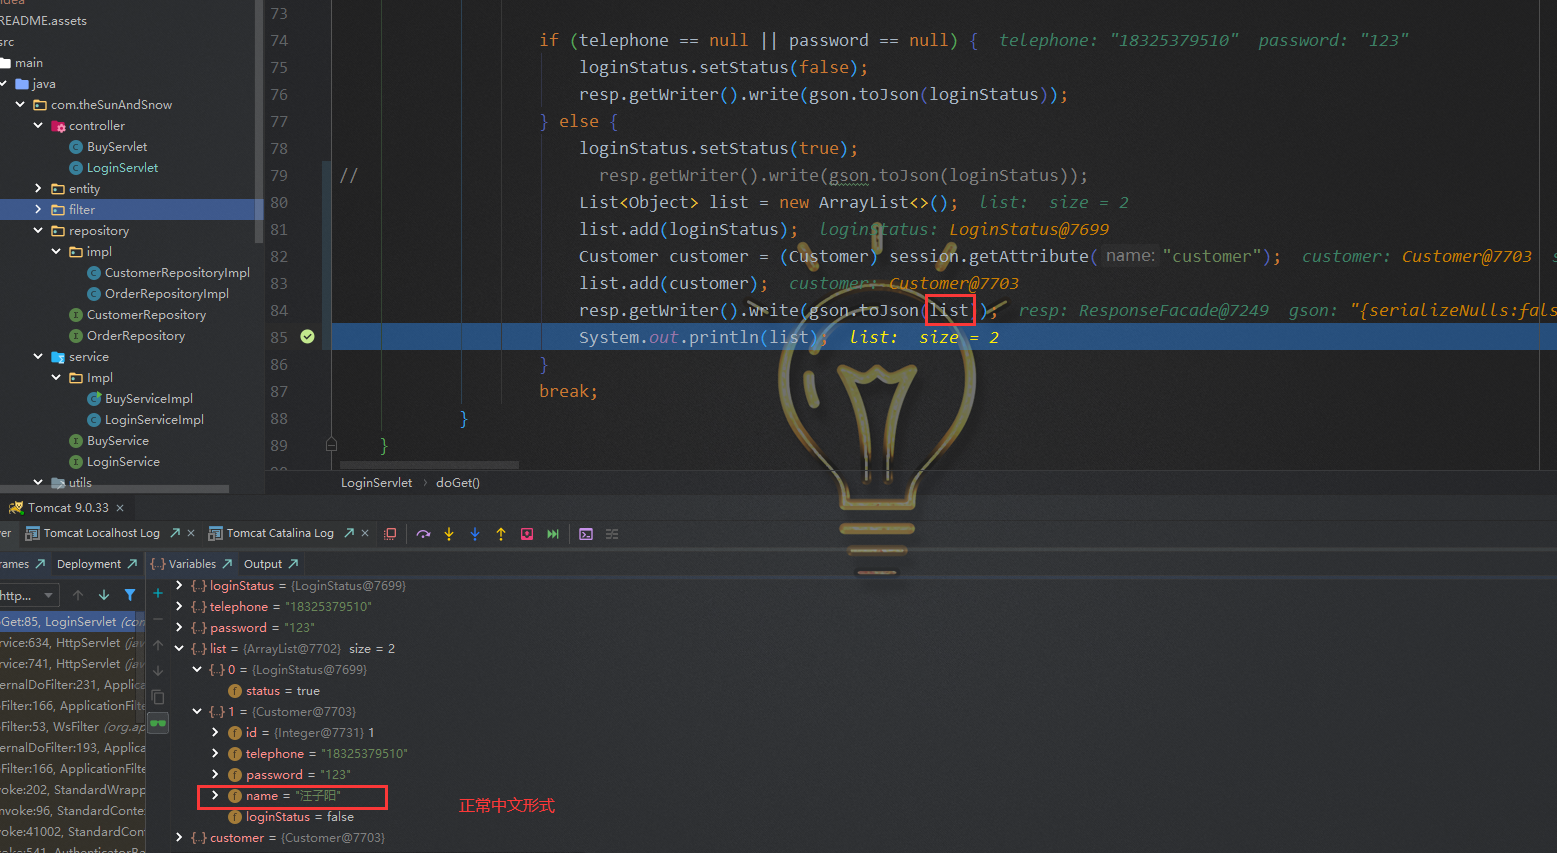 idea
README.assets
src
main
java
com.theSunAndSnow
controller
BuyServlet
LoginServlet
entity
filter
repository
impl
CustomerRepositoryImpl
OrderRepositoryImpl
CustomerRepository
OrderRepository
service
Impl
BuyServiceImpl
LoginServiceImpl
BuyService
LoginService
utils
73
74 if (telephone == null || password == null) { telephone: "18325379510" password: "123"
75 loginStatus.setStatus(false);
76 resp.getWriter().write(gson.toJson(loginStatus));
77 } else {
78 loginStatus.setStatus(true);
79 // resp.getWriter().write(gson.toJson(loginStatus));
80 List<Object> list = new ArrayList<>(); list: size = 2
81 list.add(loginStatus); loginStatus: LoginStatus@7699
82 Customer customer = (Customer) session.getAttribute( name: "customer"); customer: Customer@7703 s
83 list.add(customer); customer: Customer@7703
84 resp.getWriter().write(gson.toJson(list)); resp: ResponseFacade@7249 gson: "{serializeNulls:fals
85 System.out.println(list); list: size = 2
86 }
87 break;
88 }
89 }
LoginServlet › doGet()
Tomcat 9.0.33 ×
er Tomcat Localhost Log × Tomcat Catalina Log ×
rames Deployment Variables Output
http...
Get:85, LoginServlet (co
rvice:634, HttpServlet (jav
rvice:741, HttpServlet (jav
ernalDoFilter:231, Applica
Filter:166, ApplicationFilte
Filter:53, WsFilter (org.ap
ernalDoFilter:193, Applica
Filter:166, ApplicationFilte
voke:202, StandardWrapp
nvoke:96, StandardConte
voke:41002, StandardCon
voke:541, AuthenticatorBa
loginStatus = {LoginStatus@7699}
telephone = "18325379510"
password = "123"
list = {ArrayList@7702} size = 2
0 = {LoginStatus@7699}
status = true
1 = {Customer@7703}
id = {Integer@7731} 1
telephone = "18325379510"
password = "123"
name = "汪子阳"
正常中文形式
loginStatus = false
customer = {Customer@7703}